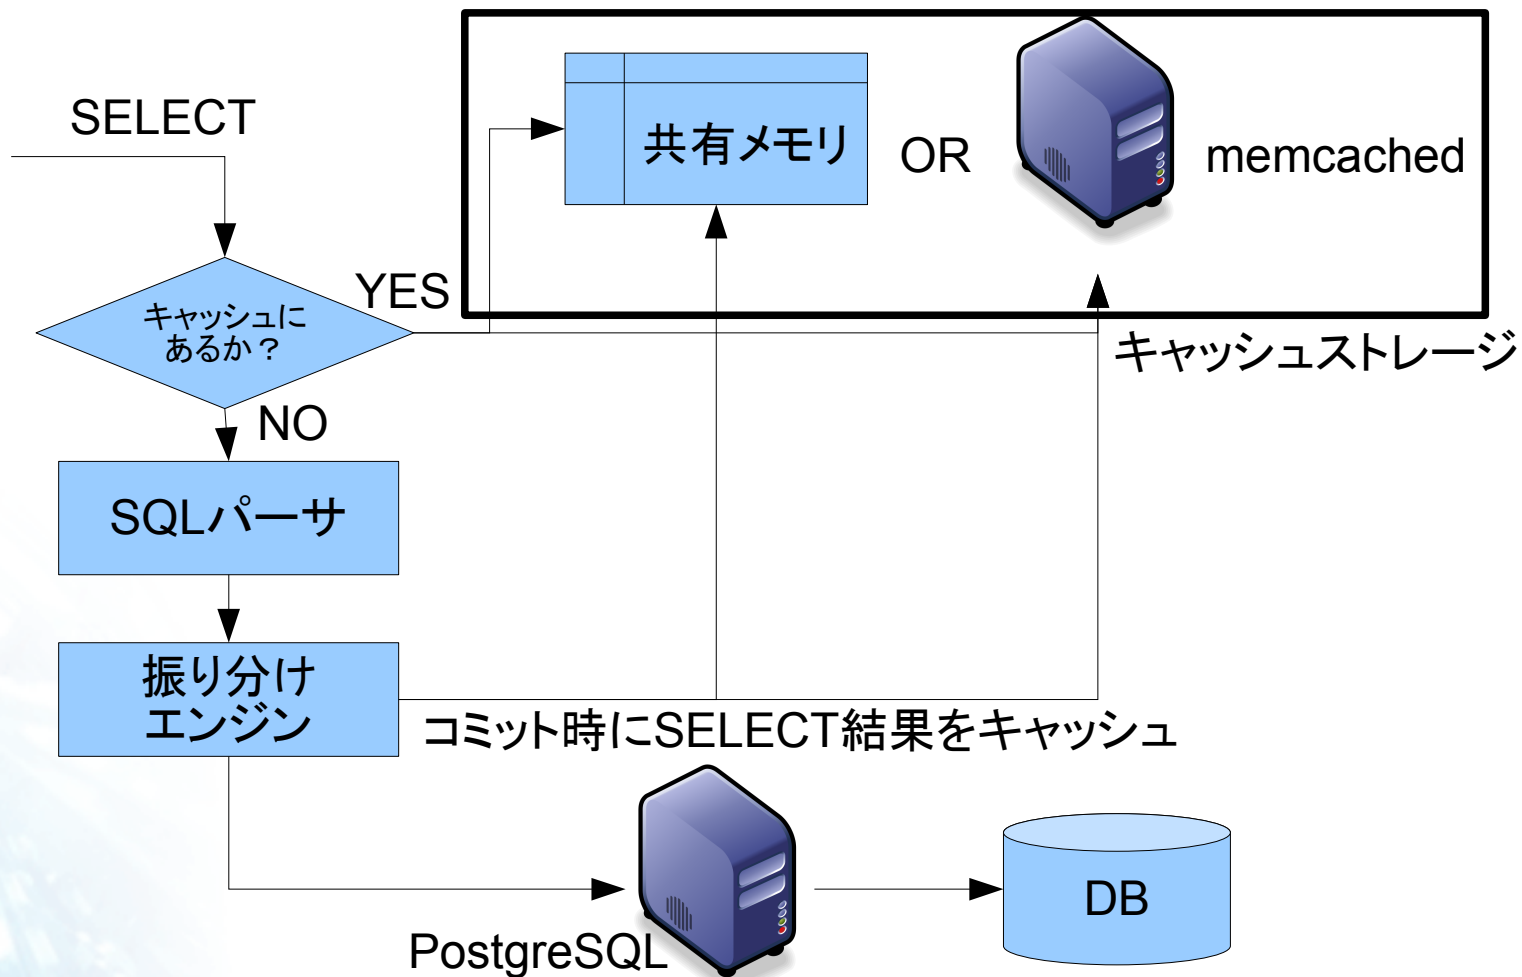 SELECT
共有メモリ
OR
memcached
キャッシュに
あるか？
YES
キャッシュストレージ
NO
SQLパーサ
振り分け
エンジン
コミット時にSELECT結果をキャッシュ
PostgreSQL
DB